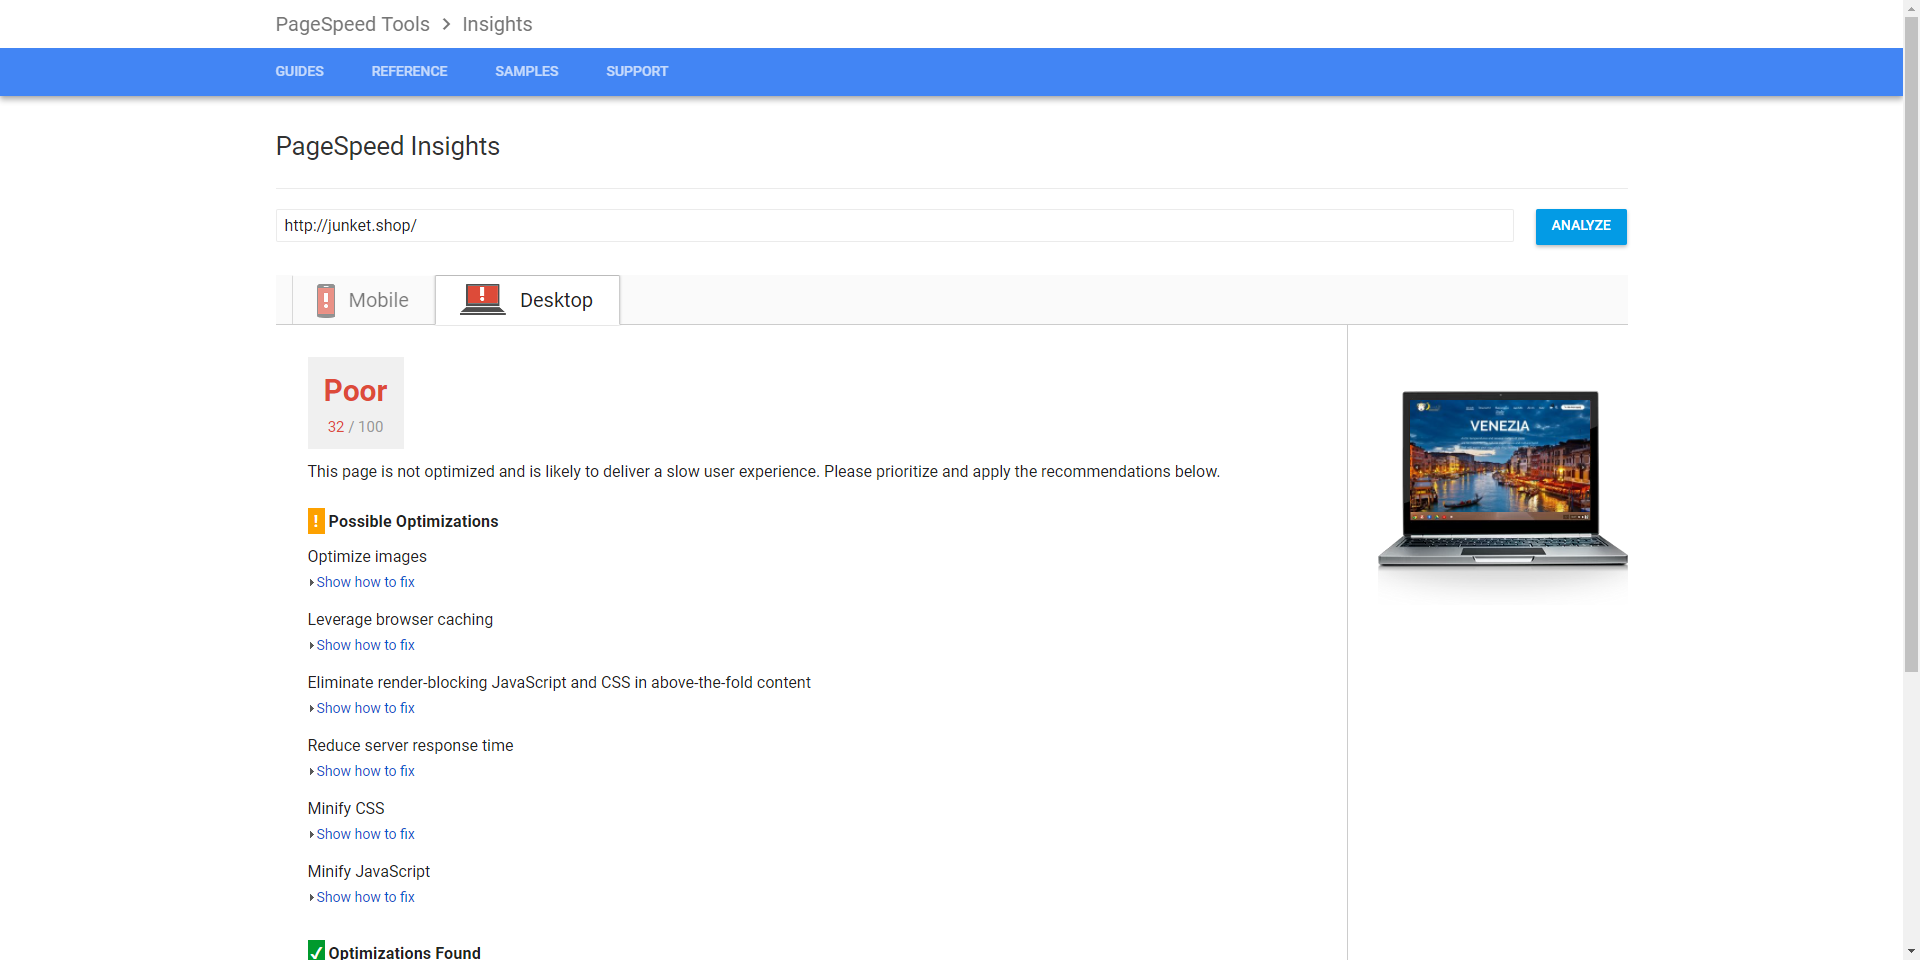 PageSpeed Tools > Insights
GUIDES REFERENCE SAMPLES SUPPORT
PageSpeed Insights
http://junket.shop/
ANALYZE
Mobile
Desktop
Poor
32 / 100
This page is not optimized and is likely to deliver a slow user experience. Please prioritize and apply the recommendations below.
! Possible Optimizations
Optimize images
Show how to fix
Leverage browser caching
Show how to fix
Eliminate render-blocking JavaScript and CSS in above-the-fold content
Show how to fix
Reduce server response time
Show how to fix
Minify CSS
Show how to fix
Minify JavaScript
Show how to fix
✓ Optimizations Found
VENEZIA